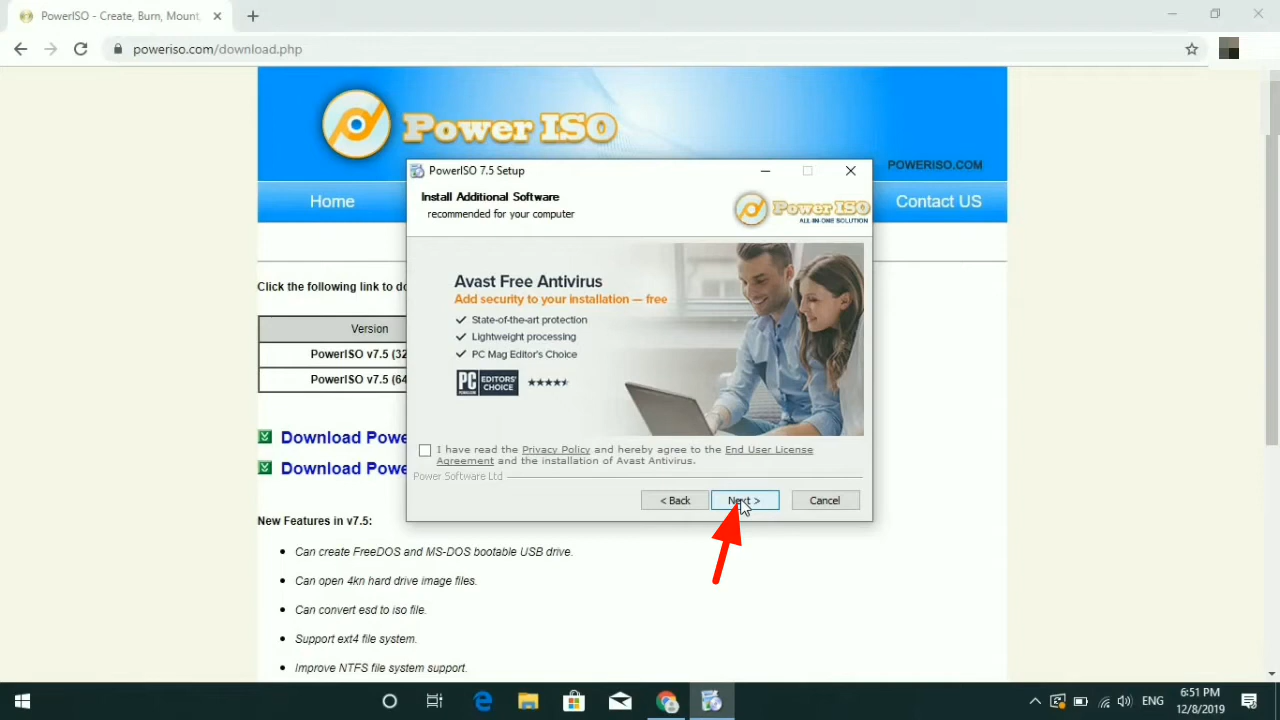 PowerISO - Create, Burn, Mount,
poweriso.com/download.php
Power ISO
POWERISO.COM
Home
Contact US
PowerISO 7.5 Setup
Install Additional Software
recommended for your computer
Power ISO
ALL-IN-ONE SOLUTION
Avast Free Antivirus
Add security to your installation — free
State-of-the-art protection
Lightweight processing
PC Mag Editor's Choice
PC EDITORS' CHOICE
I have read the Privacy Policy and hereby agree to the End User License
Agreement and the installation of Avast Antivirus.
Power Software Ltd
< Back
Next >
Cancel
Click the following link to do
Version
PowerISO v7.5 (32
PowerISO v7.5 (64
Download Powe
Download Powe
New Features in v7.5:
Can create FreeDOS and MS-DOS bootable USB drive.
Can open 4kn hard drive image files.
Can convert esd to iso file.
Support ext4 file system.
Improve NTFS file system support.
ENG
6:51 PM
12/8/2019